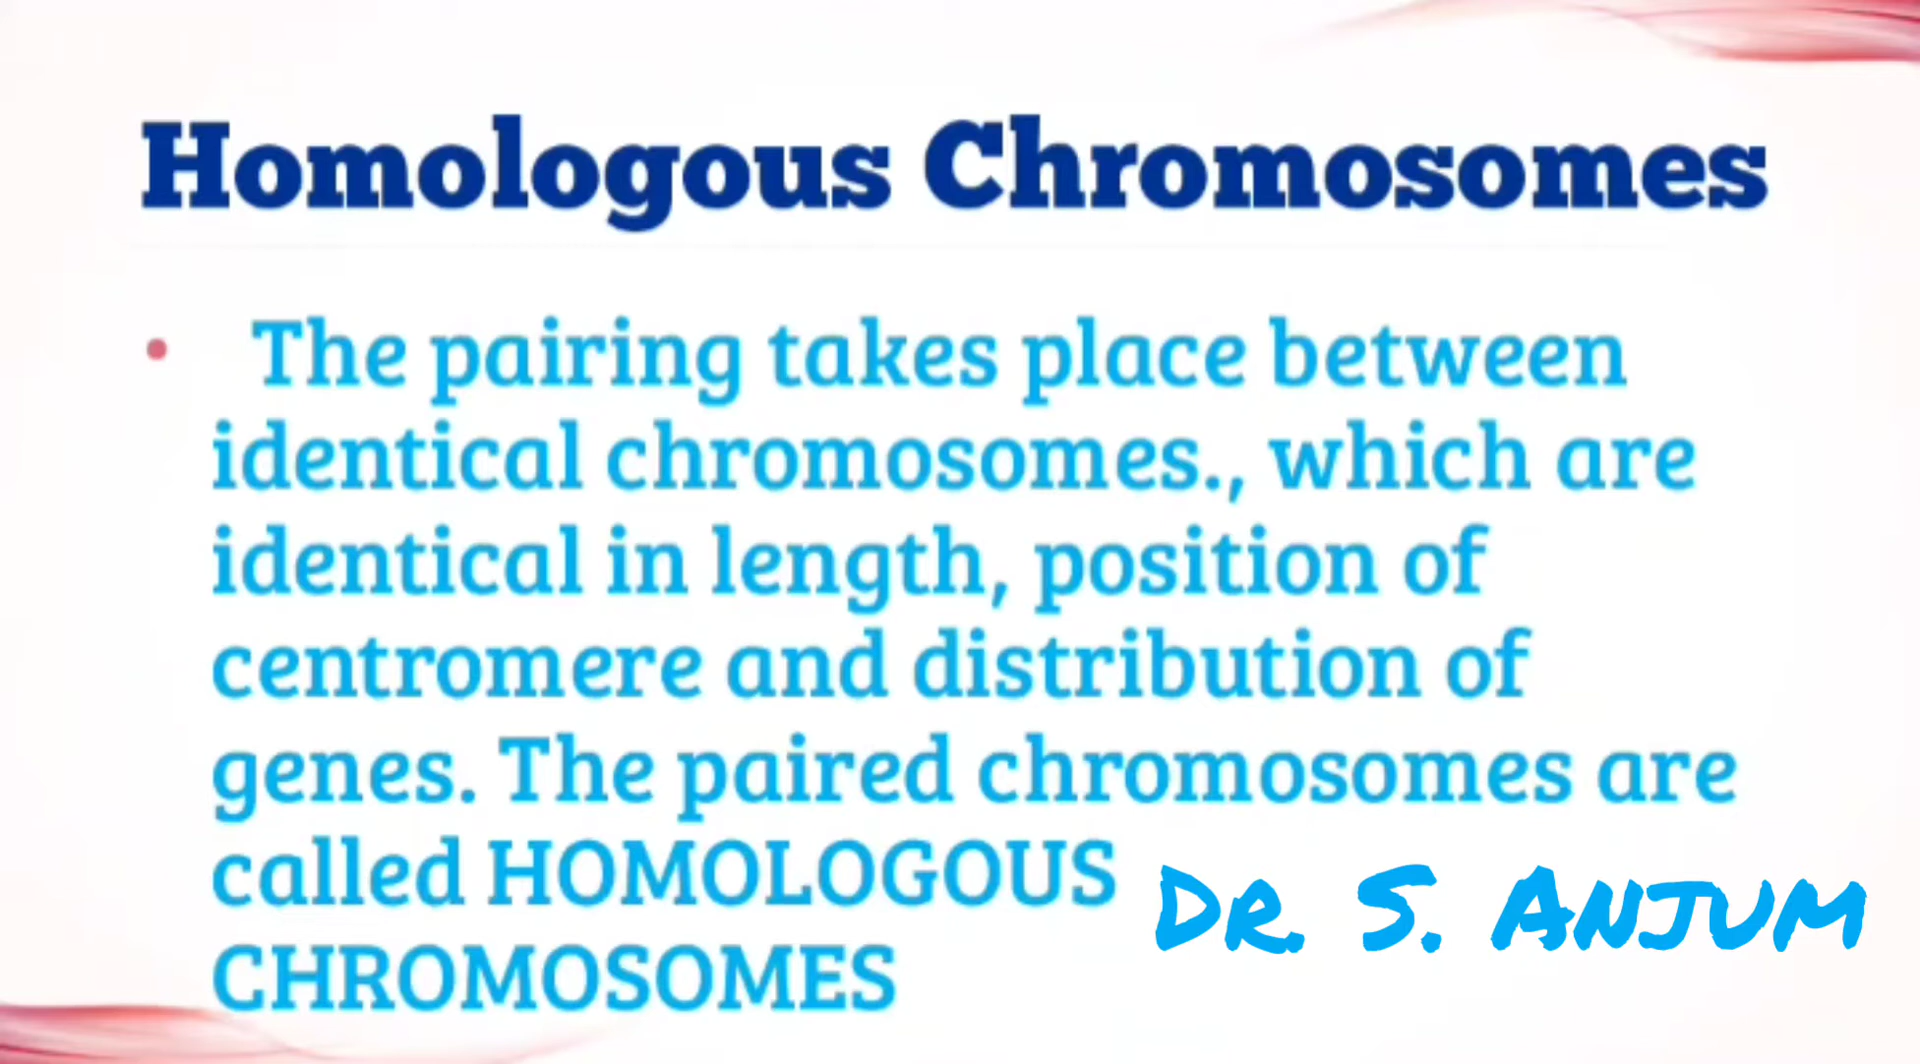 Homologous Chromosomes
• The pairing takes place between
identical chromosomes., which are
identical in length, position of
centromere and distribution of
genes. The paired chromosomes are
called HOMOLOGOUS
CHROMOSOMES
DR. S. ANJUM